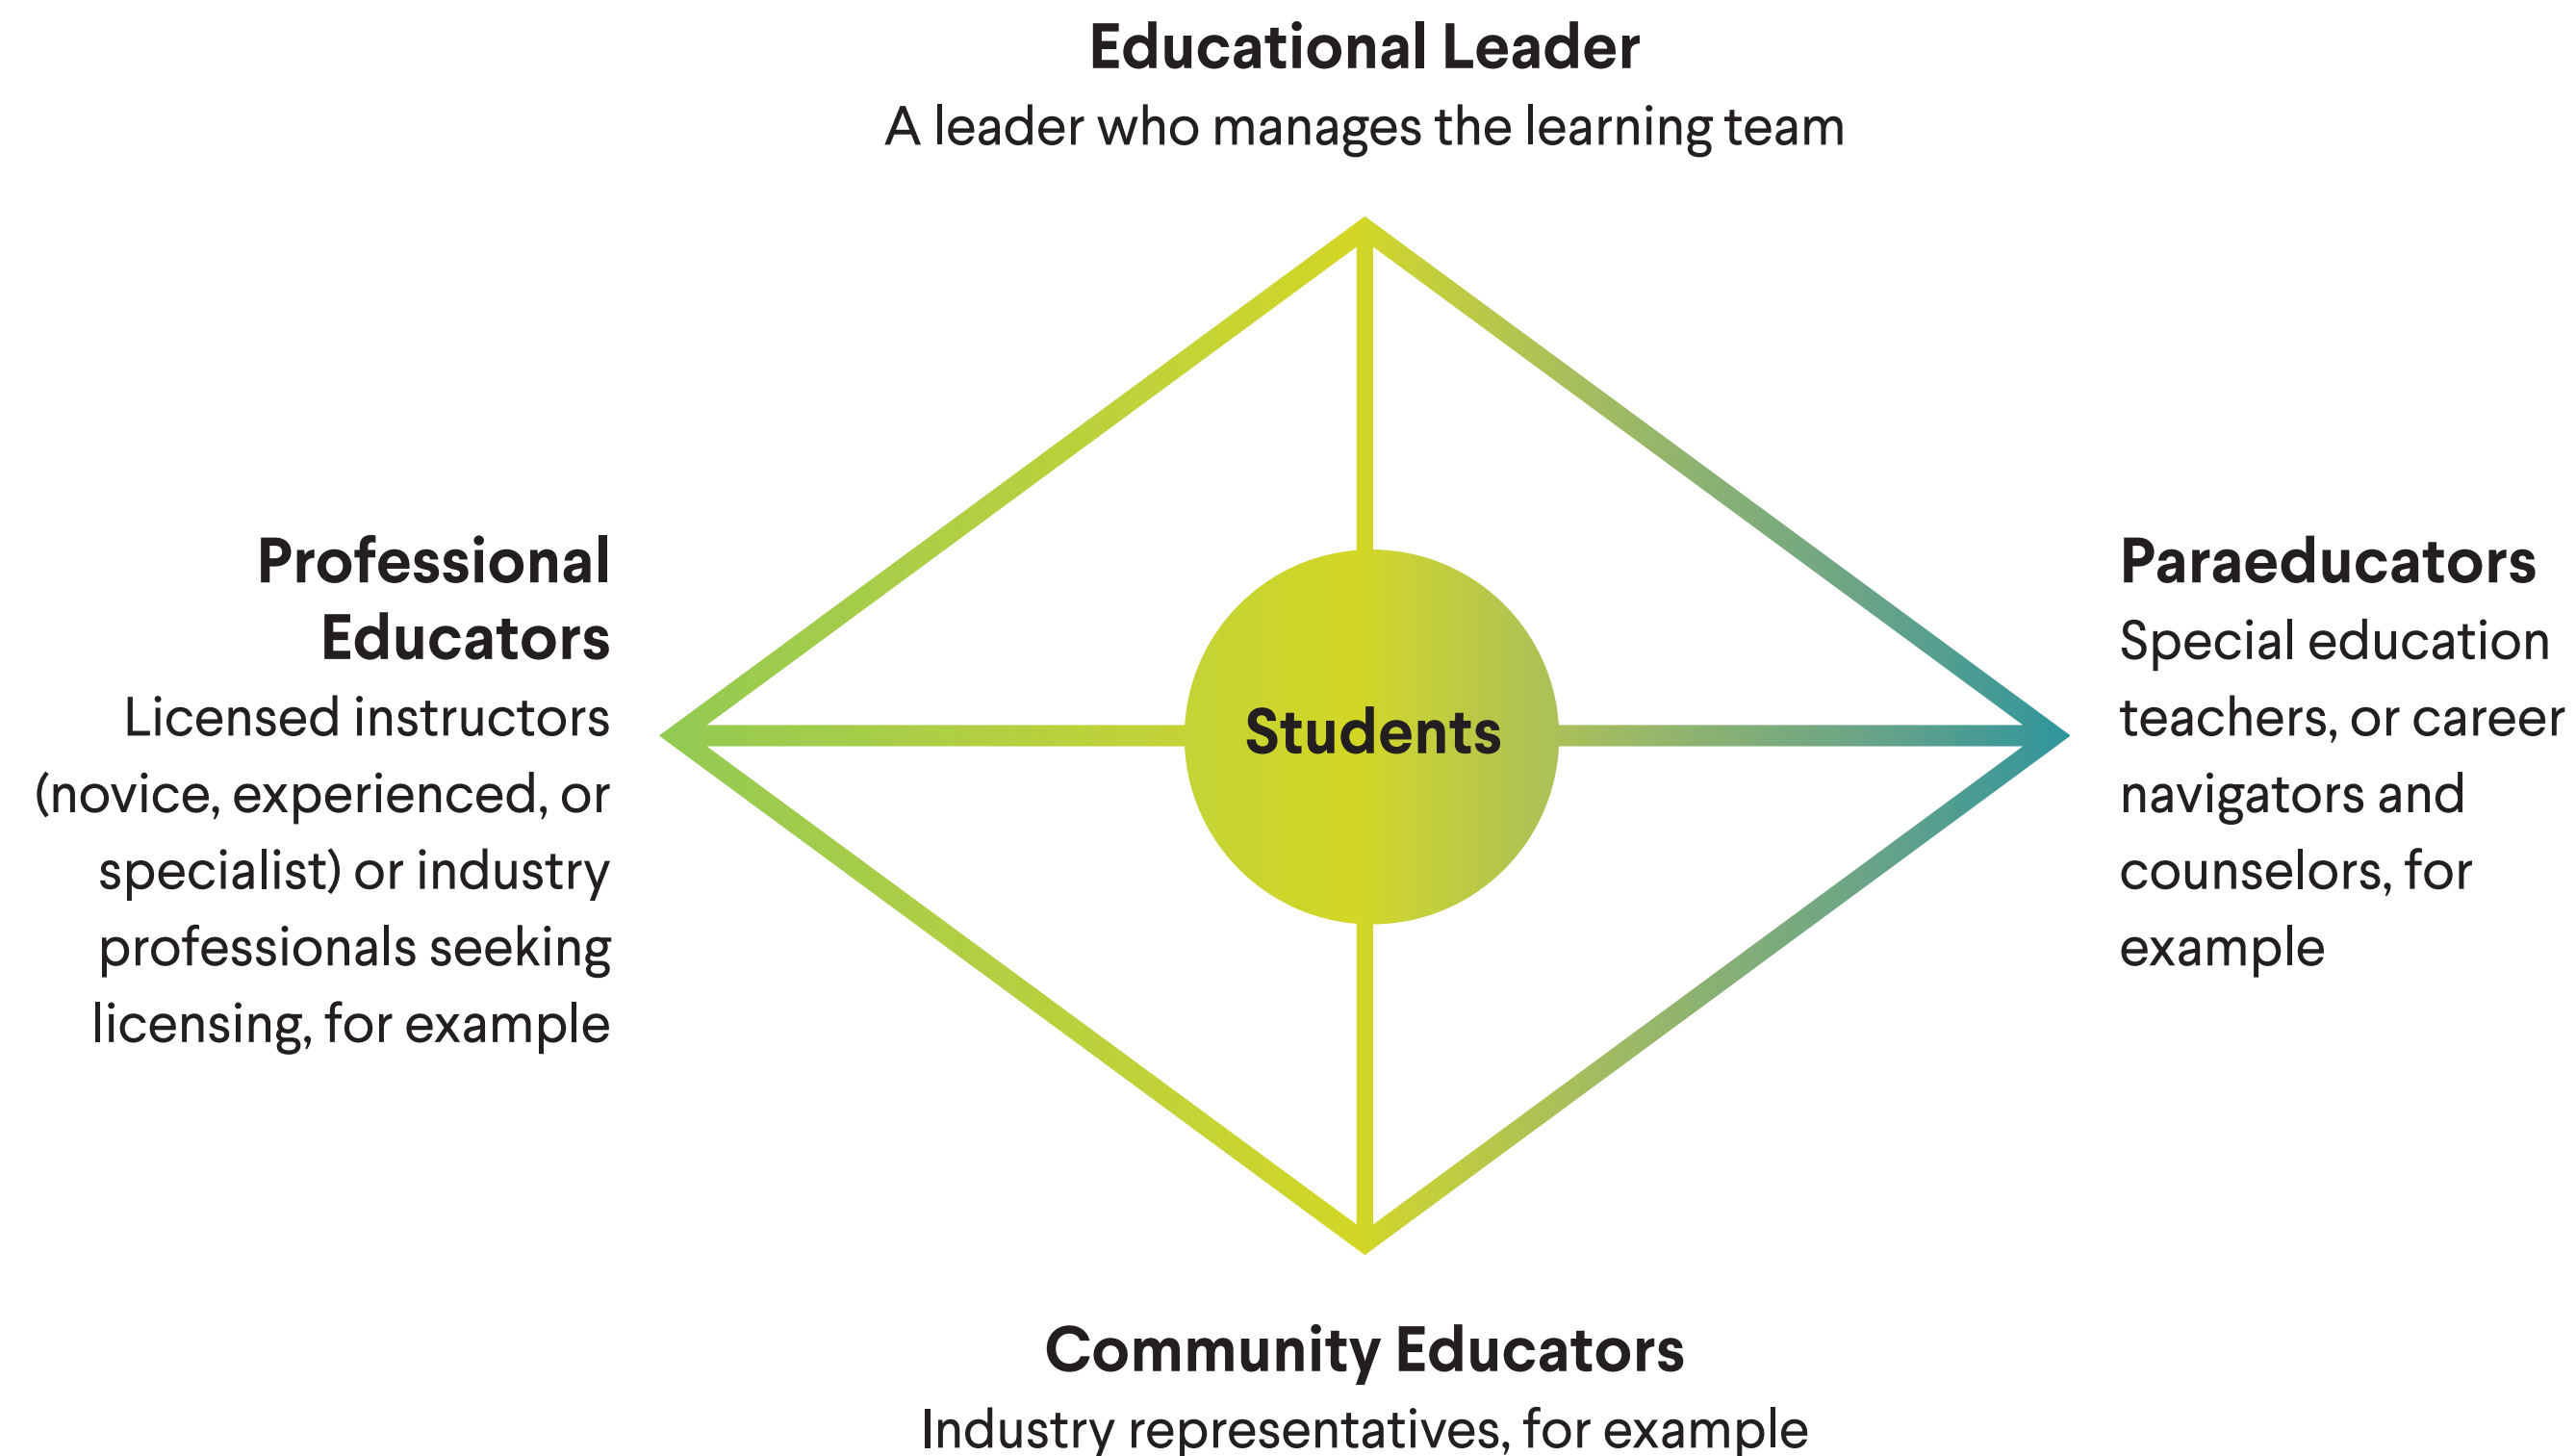 Educational Leader
A leader who manages the learning team
Professional
Educators
Licensed instructors
(novice, experienced, or
specialist) or industry
professionals seeking
licensing, for example
Students
Paraeducators
Special education
teachers, or career
navigators and
counselors, for
example
Community Educators
Industry representatives, for example